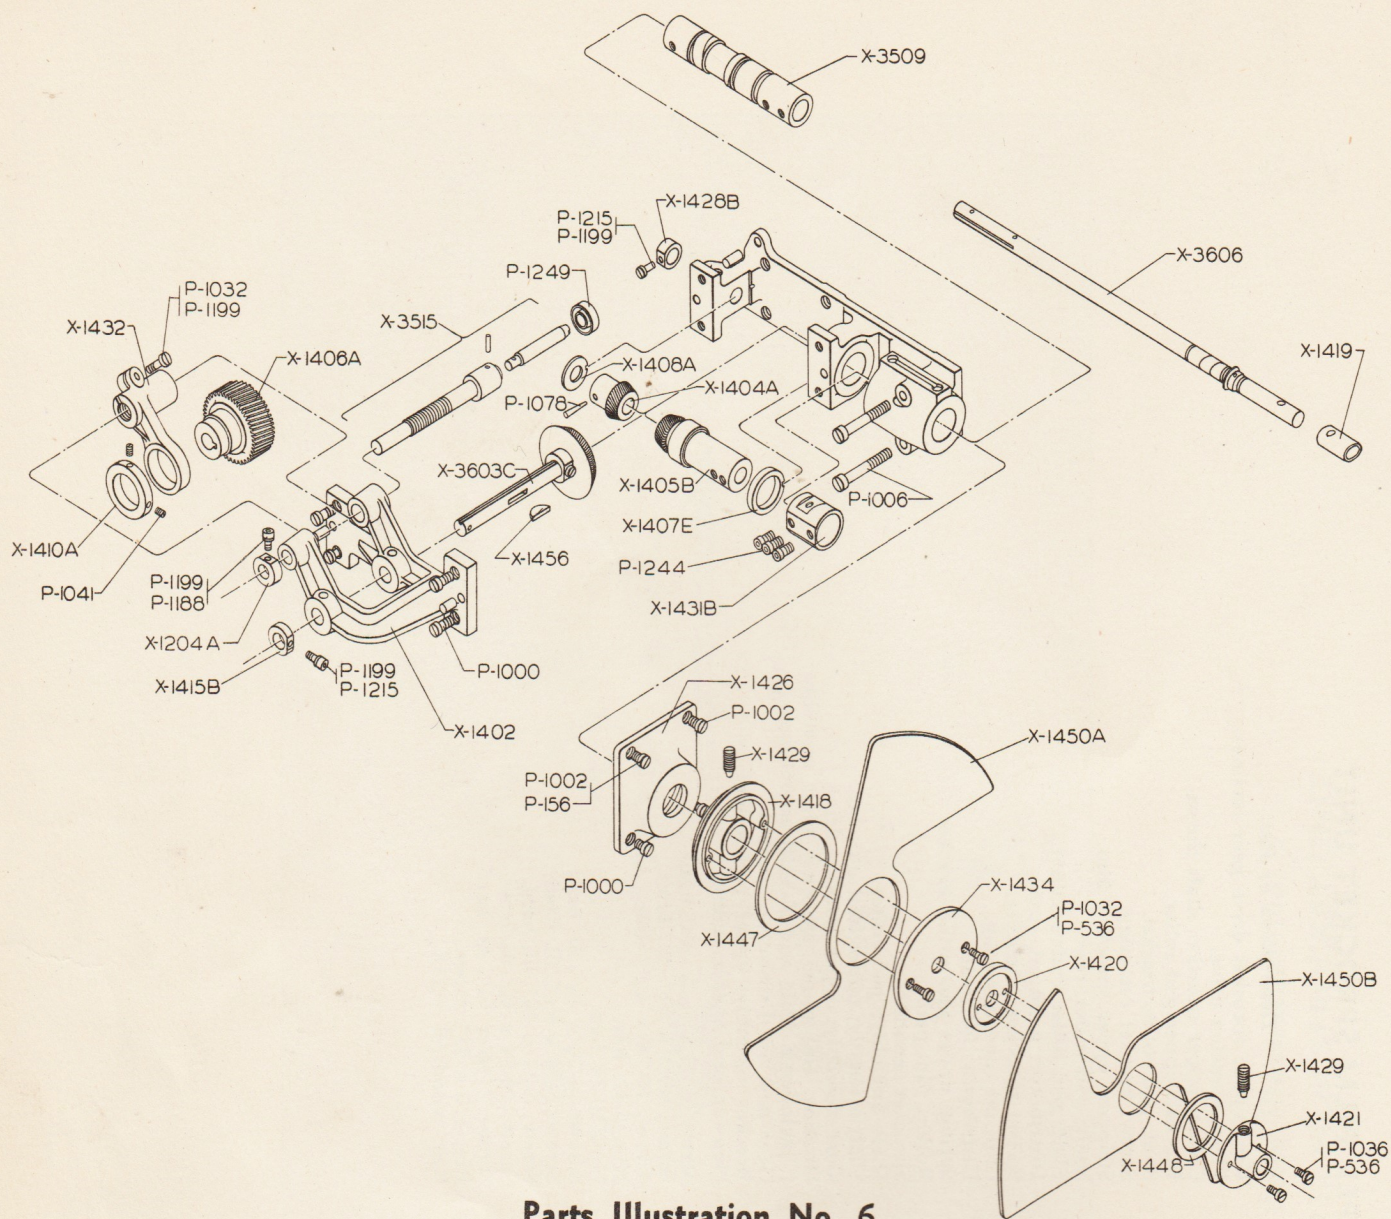 X-3509
X-1428B
P-1215
P-1199
P-1249
X-3606
P-1032
P-1199
X-3515
X-1432
X-1406A
X-1408A
X-1404A
X-1419
P-1078
X-3603C
X-1405B
P-1006
X-1407E
X-1410A
X-1456
P-1244
P-1041
P-1199
P-1188
X-1431B
X-1204A
X-1415B
P-1199
P-1215
P-1000
X-1426
X-1402
P-1002
X-1450A
X-1429
P-1002
P-156
X-1418
P-1000
X-1434
P-1032
P-536
X-1447
X-1420
X-1450B
X-1429
X-1421
X-1448
P-1036
P-536
Parts Illustration No. 6